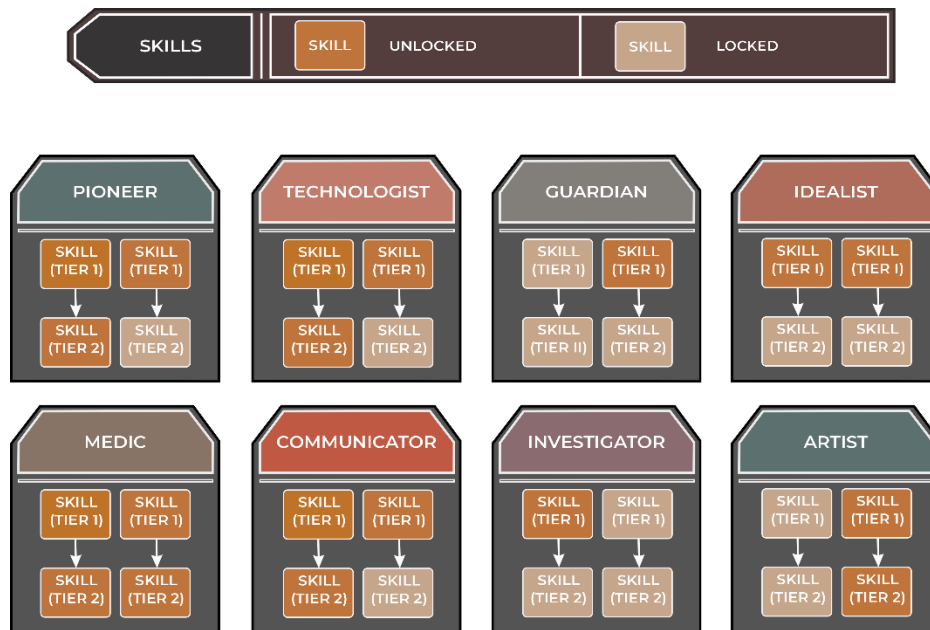 SKILLS
SKILL
UNLOCKED
SKILL
LOCKED
PIONEER
TECHNOLOGIST
GUARDIAN
IDEALIST
SKILL
(TIER 1)
SKILL
(TIER 1)
SKILL
(TIER 1)
SKILL
(TIER 1)
SKILL
(TIER 1)
SKILL
(TIER 1)
SKILL
(TIER I)
SKILL
(TIER I)
SKILL
(TIER 2)
SKILL
(TIER 2)
SKILL
(TIER 2)
SKILL
(TIER 2)
SKILL
(TIER II)
SKILL
(TIER 2)
SKILL
(TIER 2)
SKILL
(TIER 2)
MEDIC
COMMUNICATOR
INVESTIGATOR
ARTIST
SKILL
(TIER 1)
SKILL
(TIER 1)
SKILL
(TIER 1)
SKILL
(TIER 1)
SKILL
(TIER 1)
SKILL
(TIER 1)
SKILL
(TIER 1)
SKILL
(TIER 1)
SKILL
(TIER 2)
SKILL
(TIER 2)
SKILL
(TIER 2)
SKILL
(TIER 2)
SKILL
(TIER 2)
SKILL
(TIER 2)
SKILL
(TIER 2)
SKILL
(TIER 2)